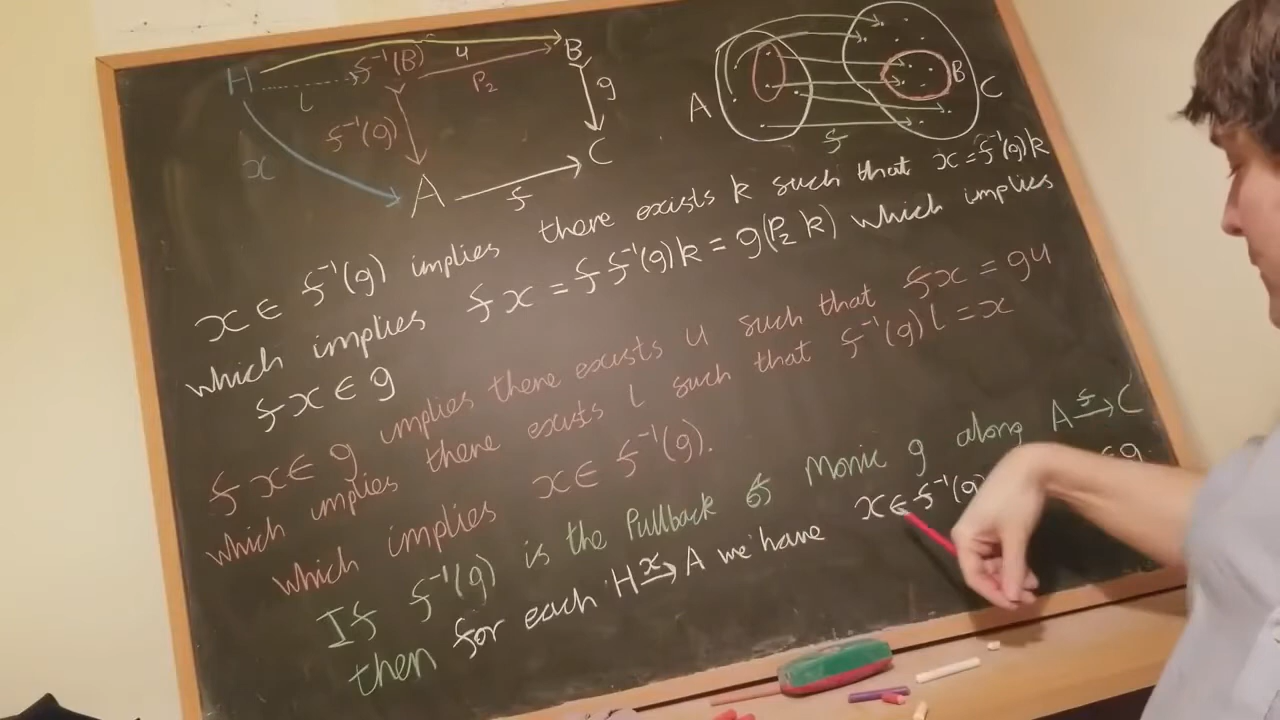 H l f⁻¹(B) u P₂ B
x f⁻¹(g) g
A f C
A f B C
x ∈ f⁻¹(g) implies there exists k such that x = f⁻¹(g)k
which implies f x = f f⁻¹(g)k = g(P₂ k) which implies
f x ∈ g
f x ∈ g implies there exists u such that f x = g u
which implies there exists l such that f⁻¹(g) l = x
which implies x ∈ f⁻¹(g).
If f⁻¹(g) is the Pullback of Monic g along A →f C
then for each H →x A we have x ∈ f⁻¹(g) ∈ g.